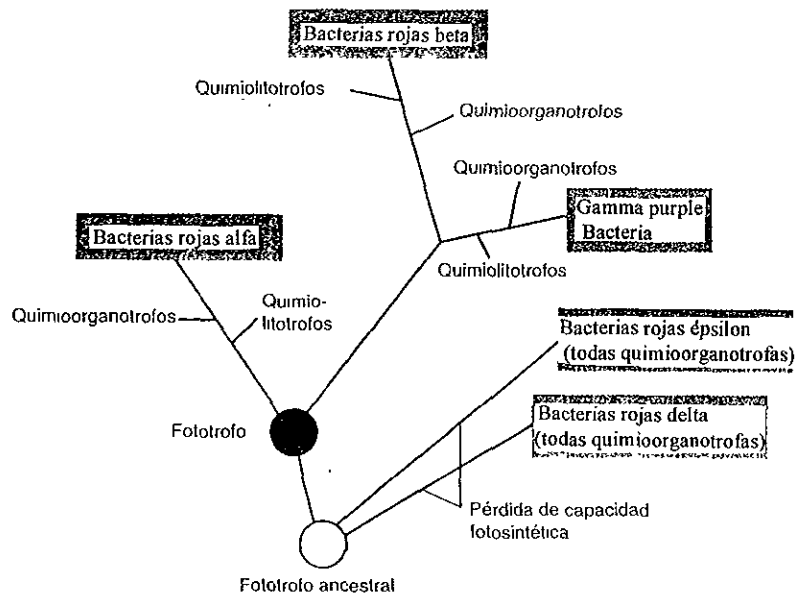 Bacterias rojas beta
Quimiolitotrofos
Quimioorganotrofos
Quimioorganotrofos
Gamma purple
Bacteria
Quimiolitotrofos
Bacterias rojas alfa
Quimioorganotrofos
Quimio-
litotrofos
Bacterias rojas épsilon
(todas quimioorganotrofas)
Bacterias rojas delta
(todas quimioorganotrofas)
Fototrofo
Pérdida de capacidad
fotosintética
Fototrofo ancestral